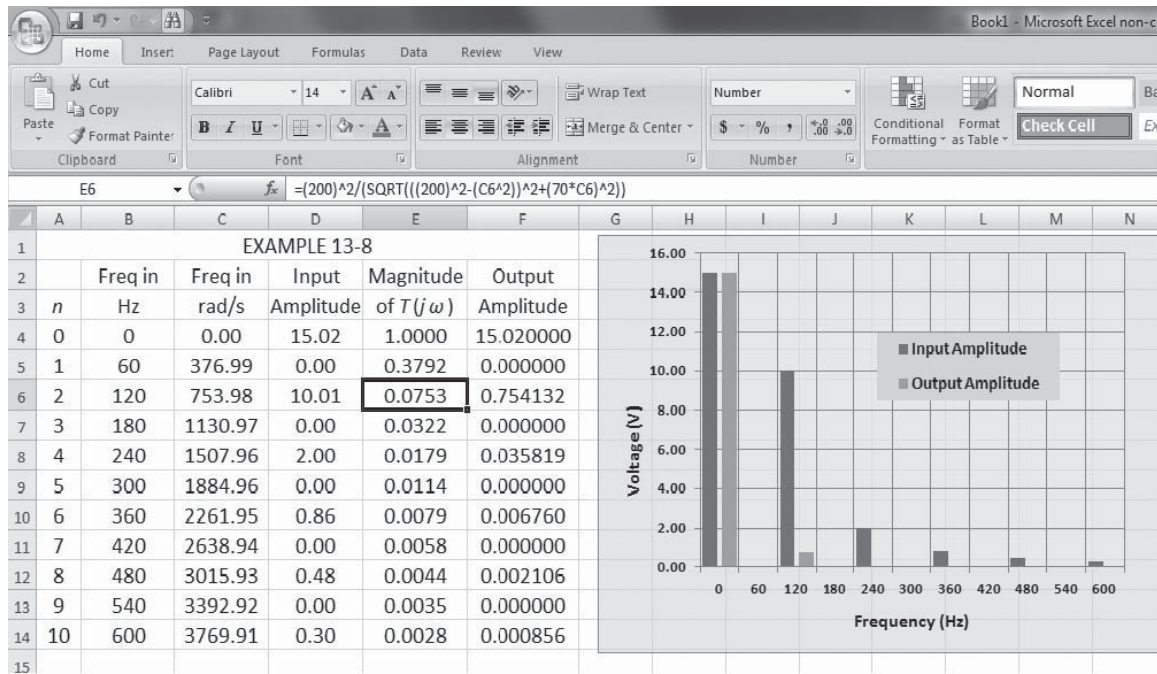 Book1 - Microsoft Excel non-c
Home Insert Page Layout Formulas Data Review View
Paste
Cut
Copy
Format Painter
Clipboard
Calibri 14 A A
B I U A
Font
Wrap Text
Merge & Center
Alignment
Number
$ % , .0 .00 .00 .0
Number
Conditional Formatting
Format as Table
Normal
Check Cell
Ba
Ex
E6 fx =(200)^2/(SQRT(((200)^2-(C6^2))^2+(70*C6)^2))
A B C D E F G H I J K L M N
1 EXAMPLE 13-8
2 Freq in Freq in Input Magnitude Output
3 n Hz rad/s Amplitude of T(jω) Amplitude
4 0 0 0.00 15.02 1.0000 15.020000
5 1 60 376.99 0.00 0.3792 0.000000
6 2 120 753.98 10.01 0.0753 0.754132
7 3 180 1130.97 0.00 0.0322 0.000000
8 4 240 1507.96 2.00 0.0179 0.035819
9 5 300 1884.96 0.00 0.0114 0.000000
10 6 360 2261.95 0.86 0.0079 0.006760
11 7 420 2638.94 0.00 0.0058 0.000000
12 8 480 3015.93 0.48 0.0044 0.002106
13 9 540 3392.92 0.00 0.0035 0.000000
14 10 600 3769.91 0.30 0.0028 0.000856
15
16.00
14.00
12.00
10.00
8.00
6.00
4.00
2.00
0.00
Voltage (V)
Input Amplitude
Output Amplitude
0 60 120 180 240 300 360 420 480 540 600
Frequency (Hz)